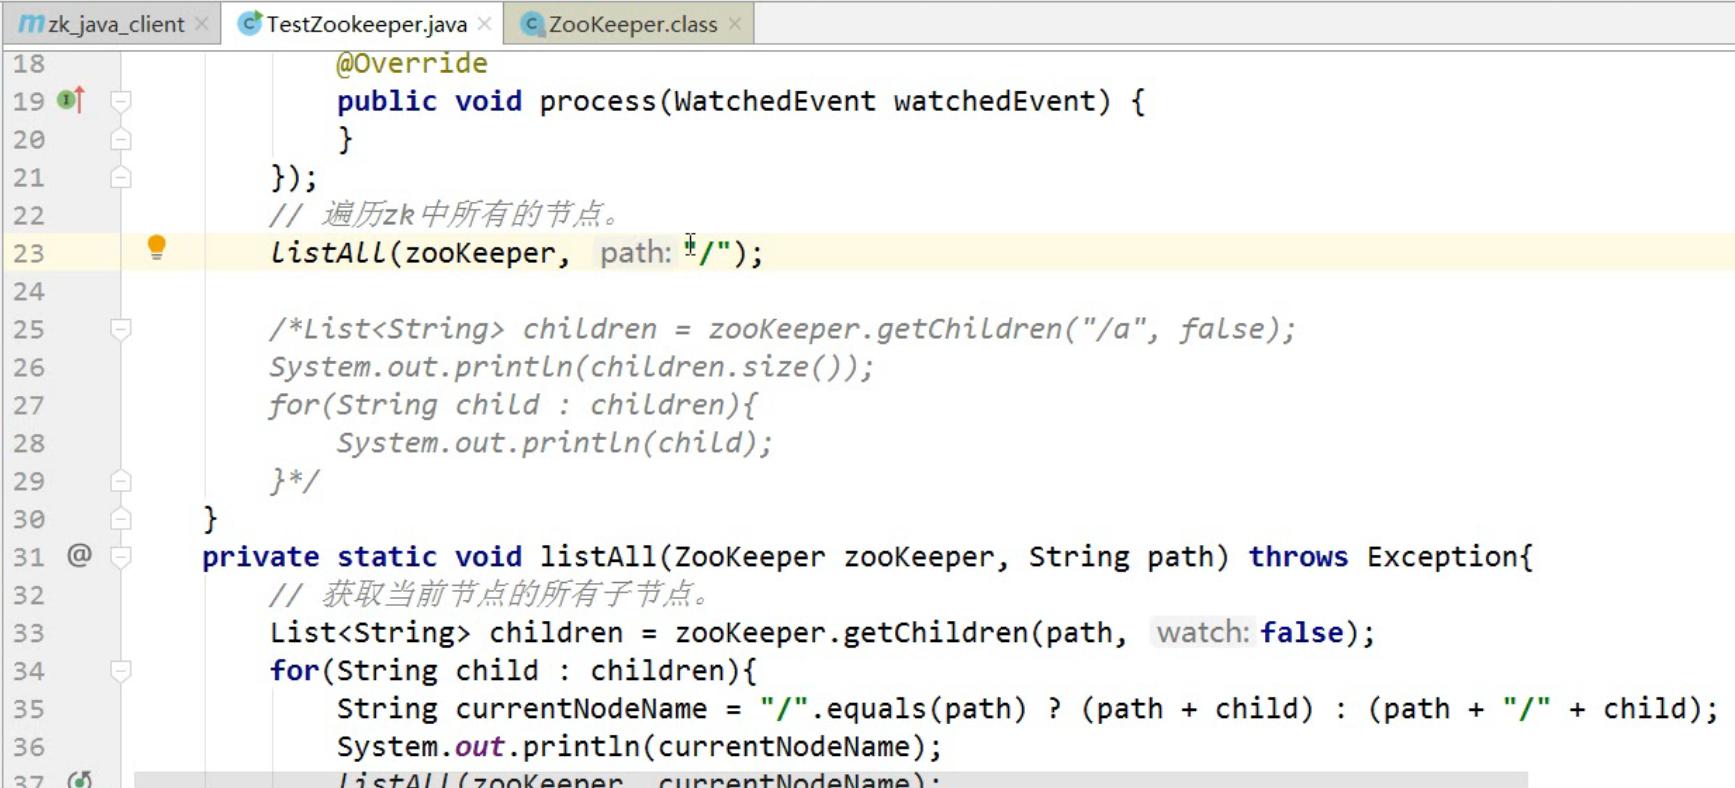 zk_java_client TestZookeeper.java ZooKeeper.class
18 @Override
19 public void process(WatchedEvent watchedEvent) {
20 }
21 });
22 // 遍历zk中所有的节点。
23 listAll(zooKeeper, path: "/");
24
25 /*List<String> children = zooKeeper.getChildren("/a", false);
26 System.out.println(children.size());
27 for(String child : children){
28 System.out.println(child);
29 }*/
30 }
31 @ private static void listAll(ZooKeeper zooKeeper, String path) throws Exception{
32 // 获取当前节点的所有子节点。
33 List<String> children = zooKeeper.getChildren(path, watch: false);
34 for(String child : children){
35 String currentNodeName = "/".equals(path) ? (path + child) : (path + "/" + child);
36 System.out.println(currentNodeName);
37 listAll(zooKeeper, currentNodeName);